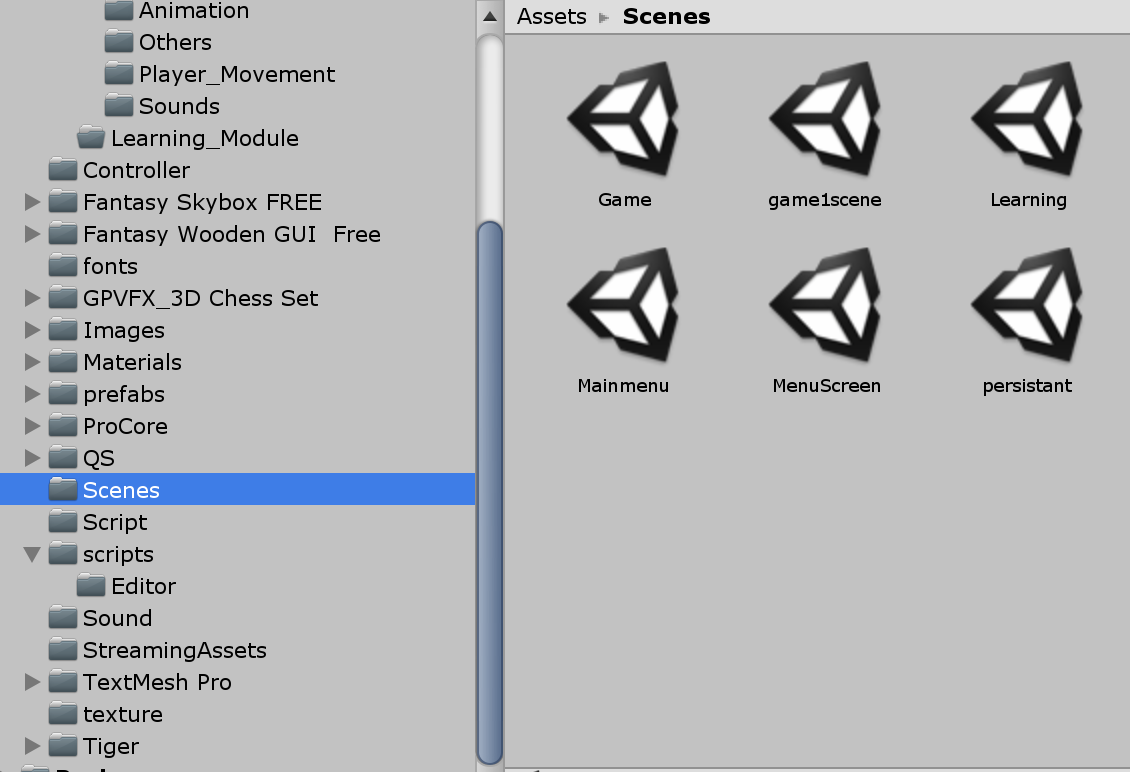 Animation
Others
Player_Movement
Sounds
Learning_Module
Controller
Fantasy Skybox FREE
Fantasy Wooden GUI  Free
fonts
GPVFX_3D Chess Set
Images
Materials
prefabs
ProCore
QS
Scenes
Script
scripts
Editor
Sound
StreamingAssets
TextMesh Pro
texture
Tiger
Assets Scenes
Game game1scene Learning
Mainmenu MenuScreen persistant